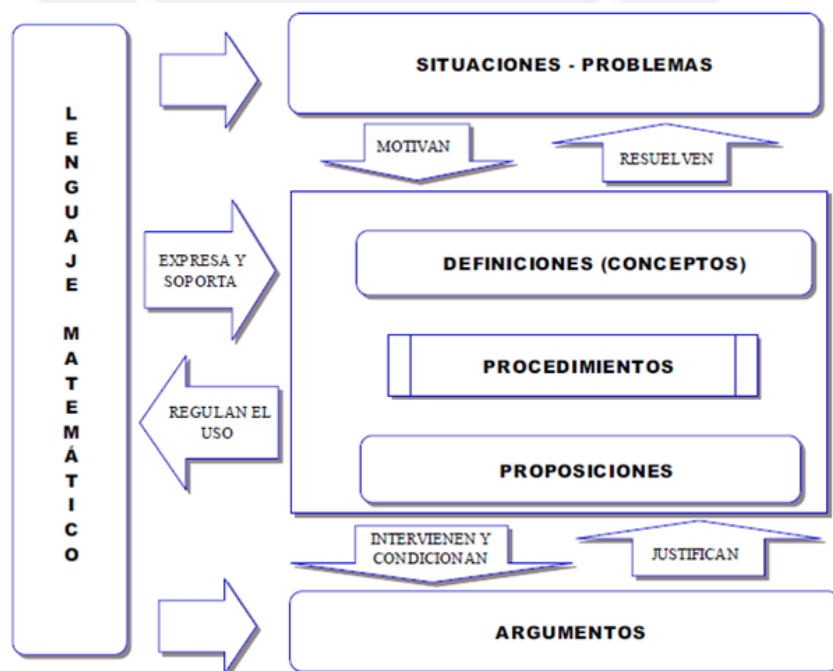 LENGUAJE MATEMÁTICO
SITUACIONES - PROBLEMAS
MOTIVAN
RESUELVEN
EXPRESA Y
SOPORTA
DEFINICIONES (CONCEPTOS)
PROCEDIMIENTOS
REGULAN EL
USO
PROPOSICIONES
INTERVIENEN Y
CONDICIONAN
JUSTIFICAN
ARGUMENTOS